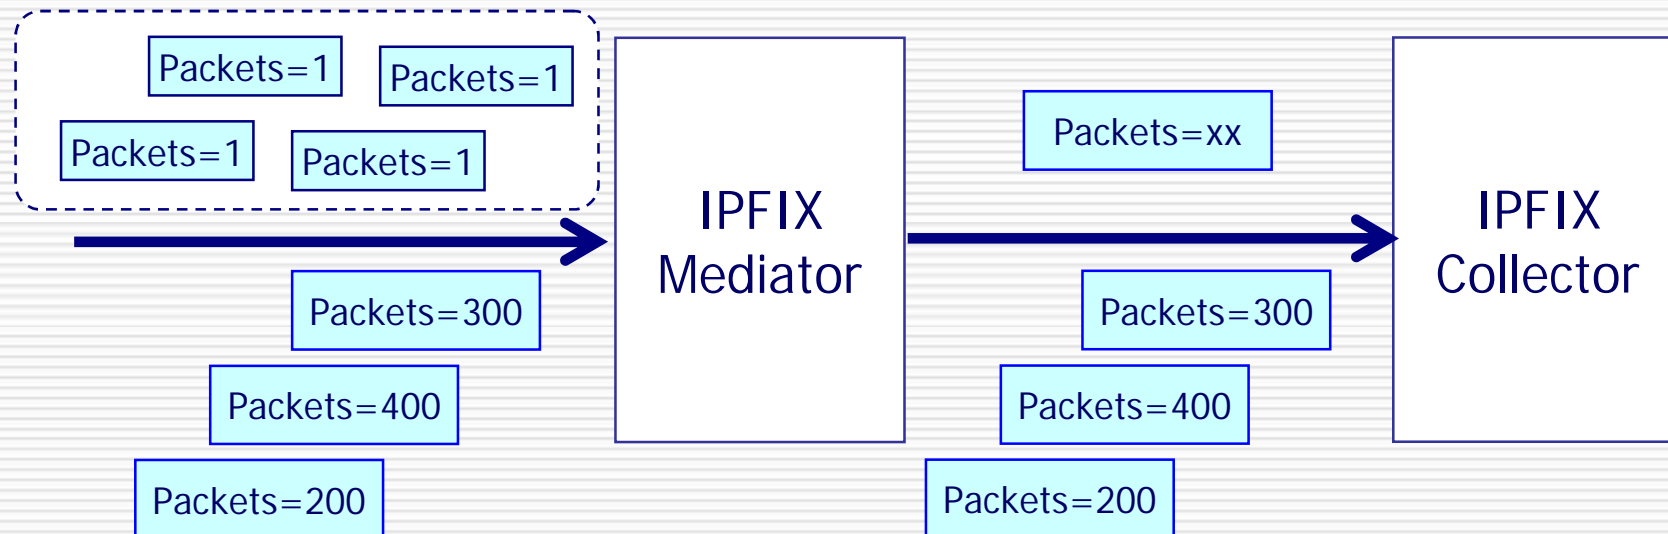 Packets=1
Packets=1
Packets=1
Packets=1
Packets=300
Packets=400
Packets=200
IPFIX
Mediator
Packets=xx
Packets=300
Packets=400
Packets=200
IPFIX
Collector